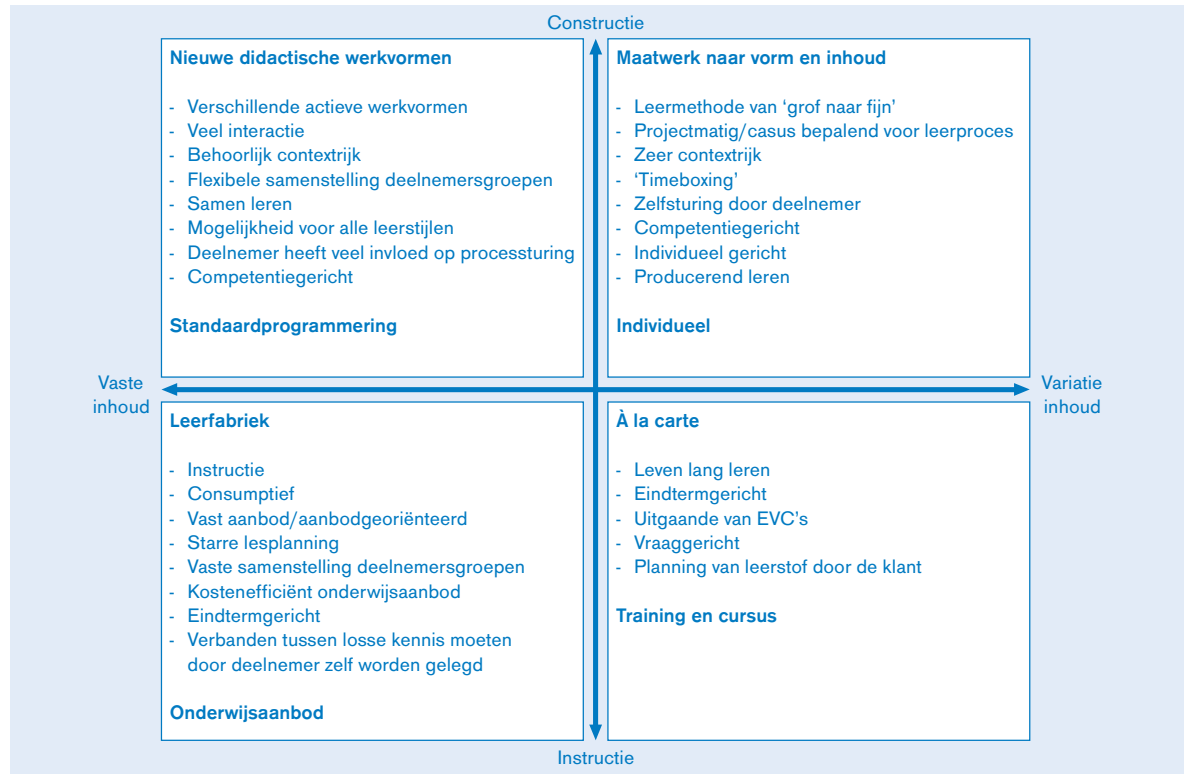 Constructie
Nieuwe didactische werkvormen
- Verschillende actieve werkvormen
- Veel interactie
- Behoorlijk contextrijk
- Flexibele samenstelling deelnemersgroepen
- Samen leren
- Mogelijkheid voor alle leerstijlen
- Deelnemer heeft veel invloed op processturing
- Competentiegericht
Standaardprogrammering
Maatwerk naar vorm en inhoud
- Leermethode van ‘grof naar fijn’
- Projectmatig/casus bepalend voor leerproces
- Zeer contextrijk
- ‘Timeboxing’
- Zelfsturing door deelnemer
- Competentiegericht
- Individueel gericht
- Producerend leren
Individueel
Vaste
inhoud
Variatie
inhoud
Leerfabriek
- Instructie
- Consumptief
- Vast aanbod/aanbodgeoriënteerd
- Starre lesplanning
- Vaste samenstelling deelnemersgroepen
- Kostenefficiënt onderwijsaanbod
- Eindtermgericht
- Verbanden tussen losse kennis moeten
door deelnemer zelf worden gelegd
Onderwijsaanbod
À la carte
- Leven lang leren
- Eindtermgericht
- Uitgaande van EVC’s
- Vraaggericht
- Planning van leerstof door de klant
Training en cursus
Instructie